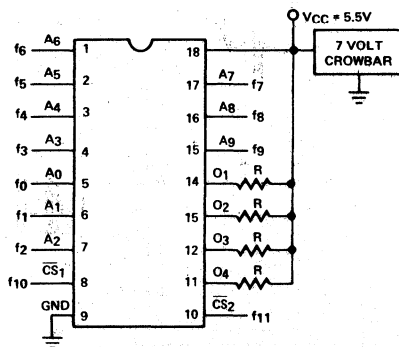 VCC = 5.5V
7 VOLT
CROWBAR
f6 A6 1
f5 A5 2
f4 A4 3
f3 A3 4
f0 A0 5
f1 A1 6
f2 A2 7
f10 CS1 8
GND 9
18
17 A7 f7
16 A8 f8
15 A9 f9
14 O1 R
15 O2 R
12 O3 R
11 O4 R
10 CS2 f11